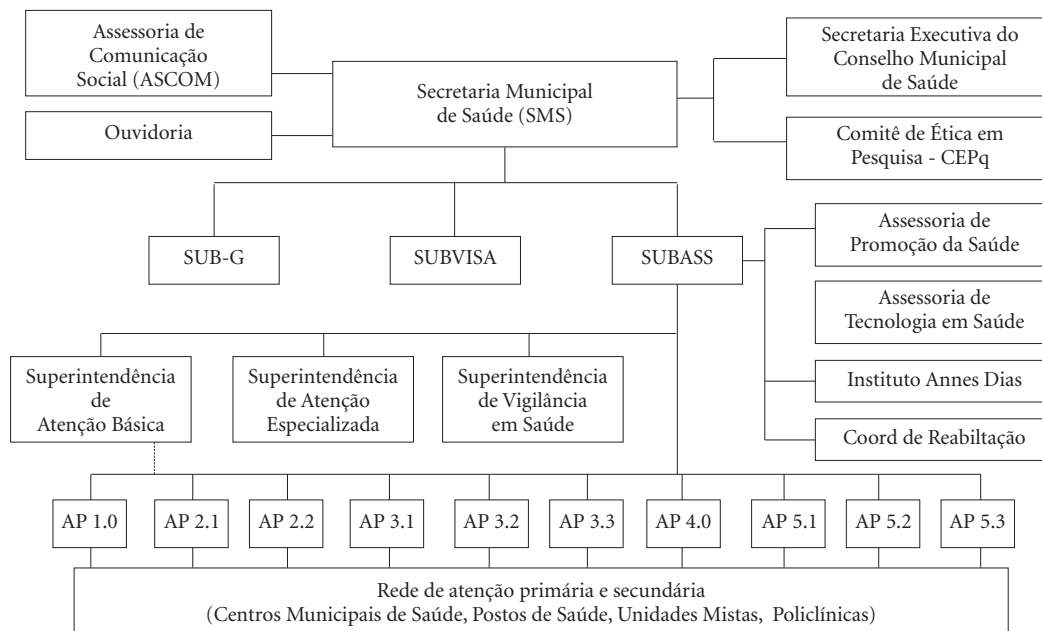 Assessoria de
Comunicação
Social (ASCOM)
Ouvidoria
Secretaria Municipal
de Saúde (SMS)
Secretaria Executiva do
Conselho Municipal
de Saúde
Comitê de Ética em
Pesquisa - CEPq
SUB-G
SUBVISA
SUBASS
Assessoria de
Promoção da Saúde
Assessoria de
Tecnologia em Saúde
Instituto Annes Dias
Coord de Reabiltação
Superintendência
de
Atenção Básica
Superintendência
de Atenção
Especializada
Superintendência
de Vigilância
em Saúde
AP 1.0
AP 2.1
AP 2.2
AP 3.1
AP 3.2
AP 3.3
AP 4.0
AP 5.1
AP 5.2
AP 5.3
Rede de atenção primária e secundária
(Centros Municipais de Saúde, Postos de Saúde, Unidades Mistas, Policlínicas)